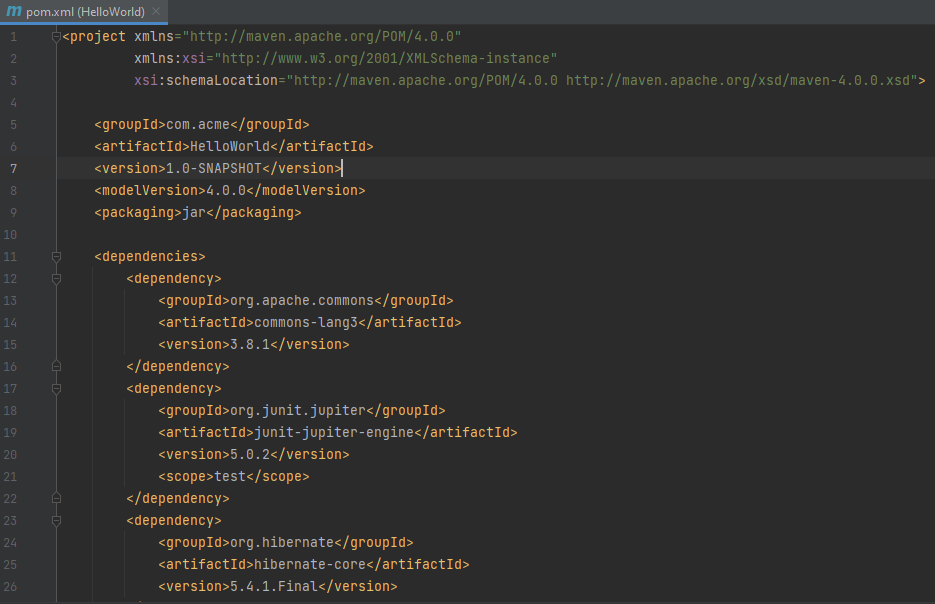 m pom.xml (HelloWorld) ×
1 <project xmlns="http://maven.apache.org/POM/4.0.0"
2 xmlns:xsi="http://www.w3.org/2001/XMLSchema-instance"
3 xsi:schemaLocation="http://maven.apache.org/POM/4.0.0 http://maven.apache.org/xsd/maven-4.0.0.xsd">
4
5 <groupId>com.acme</groupId>
6 <artifactId>HelloWorld</artifactId>
7 <version>1.0-SNAPSHOT</version>
8 <modelVersion>4.0.0</modelVersion>
9 <packaging>jar</packaging>
10
11 <dependencies>
12 <dependency>
13 <groupId>org.apache.commons</groupId>
14 <artifactId>commons-lang3</artifactId>
15 <version>3.8.1</version>
16 </dependency>
17 <dependency>
18 <groupId>org.junit.jupiter</groupId>
19 <artifactId>junit-jupiter-engine</artifactId>
20 <version>5.0.2</version>
21 <scope>test</scope>
22 </dependency>
23 <dependency>
24 <groupId>org.hibernate</groupId>
25 <artifactId>hibernate-core</artifactId>
26 <version>5.4.1.Final</version>